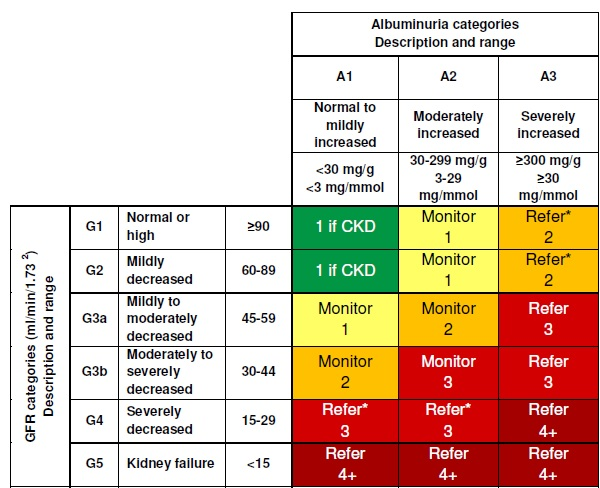 Albuminuria categories
Description and range
A1 A2 A3
Normal to
mildly
increased
Moderately
increased
Severely
increased
<30 mg/g
<3 mg/mmol
30-299 mg/g
3-29
mg/mmol
≥300 mg/g
≥30
mg/mmol
GFR categories (ml/min/1.73 ²)
Description and range
G1 Normal or
high
≥90 1 if CKD Monitor
1
Refer*
2
G2 Mildly
decreased
60-89 1 if CKD Monitor
1
Refer*
2
G3a Mildly to
moderately
decreased
45-59 Monitor
1
Monitor
2
Refer
3
G3b Moderately to
severely
decreased
30-44 Monitor
2
Monitor
3
Refer
3
G4 Severely
decreased
15-29 Refer*
3
Refer*
3
Refer
4+
G5 Kidney failure <15 Refer
4+
Refer
4+
Refer
4+